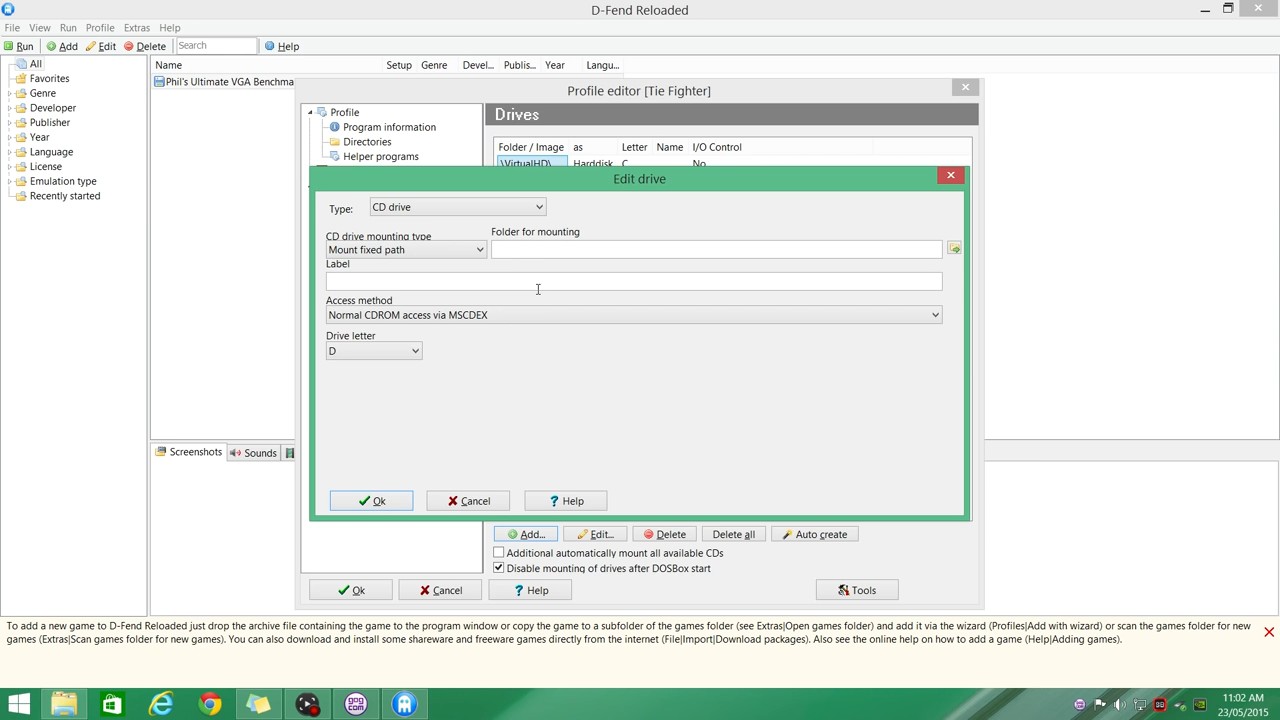 D-Fend Reloaded
File View Run Profile Extras Help
Run Add Edit Delete Search Help
All
Favorites
Genre
Developer
Publisher
Year
Language
License
Emulation type
Recently started
Name Setup Genre Devel... Publis... Year Langu...
Phil's Ultimate VGA Benchma
Profile editor [Tie Fighter]
Profile
Program information
Directories
Helper programs
Drives
Folder / Image as Letter Name I/O Control
.\VirtualHD\ Harddisk C No
Edit drive
Type: CD drive
CD drive mounting type Folder for mounting
Mount fixed path
Label
Access method
Normal CDROM access via MSCDEX
Drive letter
D
Ok Cancel Help
Add... Edit... Delete Delete all Auto create
Additional automatically mount all available CDs
Disable mounting of drives after DOSBox start
Ok Cancel Help Tools
Screenshots Sounds
To add a new game to D-Fend Reloaded just drop the archive file containing the game to the program window or copy the game to a subfolder of the games folder (see Extras|Open games folder) and add it via the wizard (Profiles|Add with wizard) or scan the games folder for new
games (Extras|Scan games folder for new games). You can also download and install some shareware and freeware games directly from the internet (File|Import|Download packages). Also see the online help on how to add a game (Help|Adding games).
gog.com
11:02 AM
23/05/2015